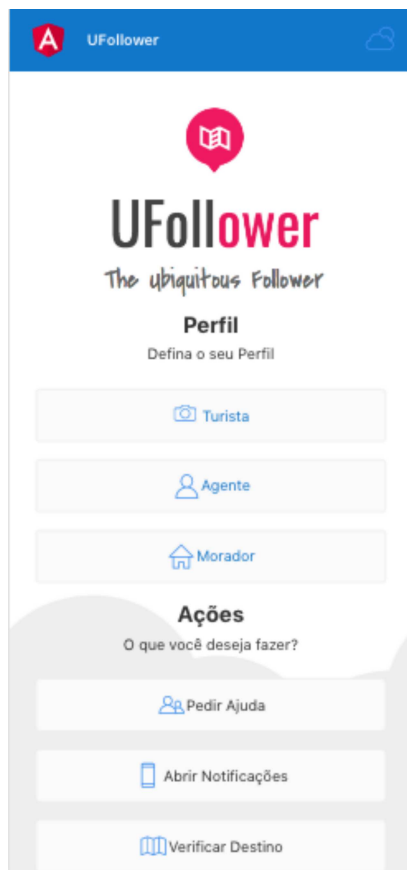 UFollower
UFollower
The Ubiquitous Follower
Perfil
Defina o seu Perfil
Turista
Agente
Morador
Ações
O que você deseja fazer?
Pedir Ajuda
Abrir Notificações
Verificar Destino